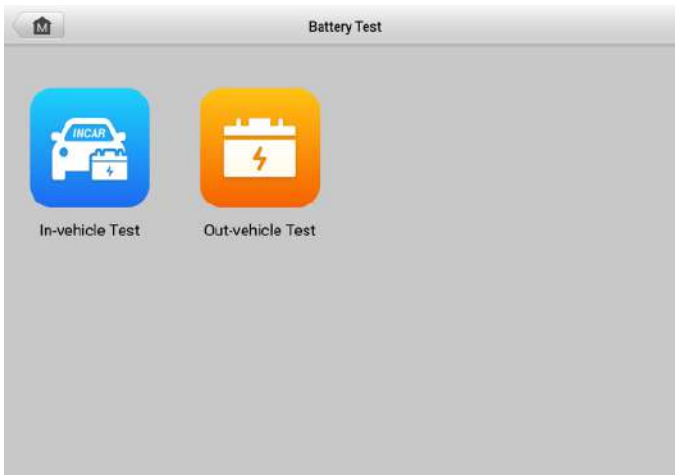 M
Battery Test
INCAR
In-vehicle Test
Out-vehicle Test